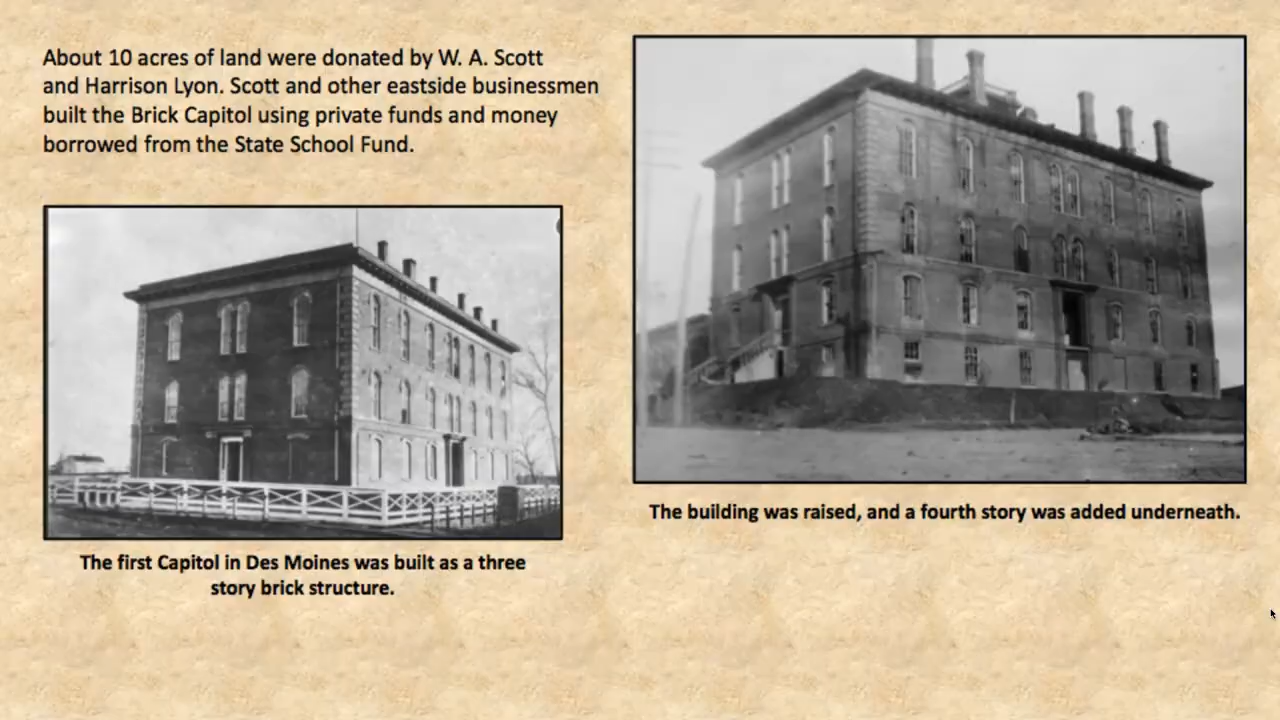 About 10 acres of land were donated by W. A. Scott
and Harrison Lyon. Scott and other eastside businessmen
built the Brick Capitol using private funds and money
borrowed from the State School Fund.
The first Capitol in Des Moines was built as a three
story brick structure.
The building was raised, and a fourth story was added underneath.